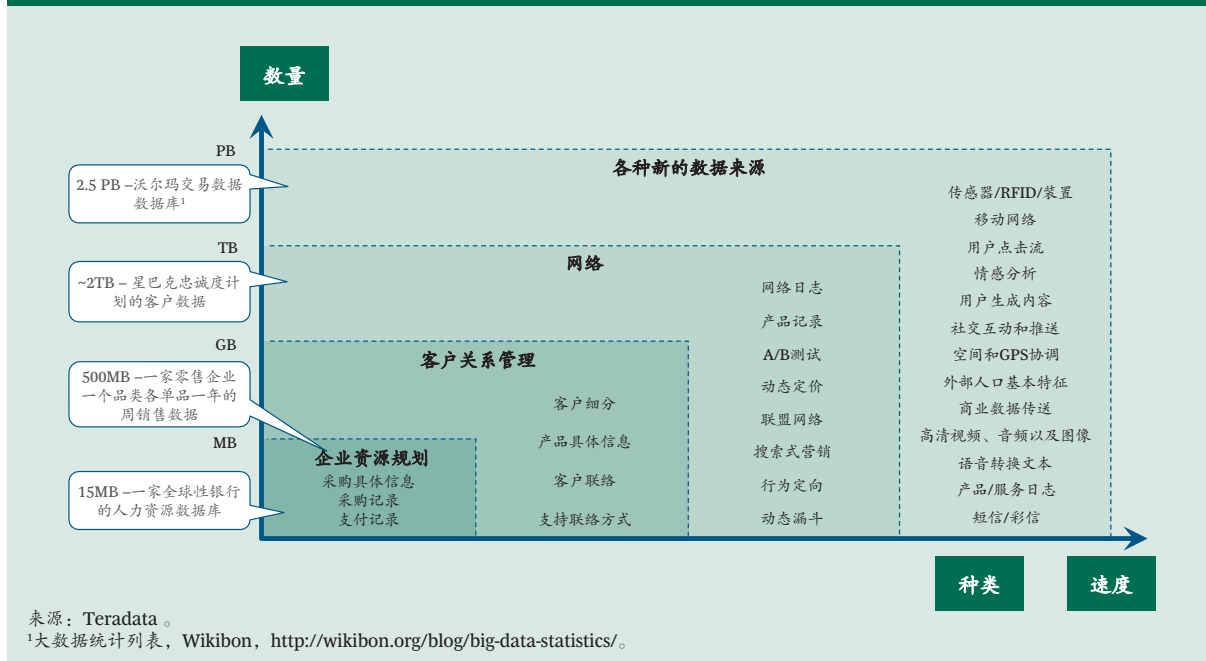 数量
PB
2.5 PB –沃尔玛交易数据
数据库¹
TB
~2TB – 星巴克忠诚度计
划的客户数据
GB
500MB –一家零售企业
一个品类各单品一年的
周销售数据
MB
15MB –一家全球性银行
的人力资源数据库
各种新的数据来源
传感器/RFID/装置
移动网络
用户点击流
情感分析
用户生成内容
社交互动和推送
空间和GPS协调
外部人口基本特征
商业数据传送
高清视频、音频以及图像
语音转换文本
产品/服务日志
短信/彩信
网络
网络日志
产品记录
A/B测试
动态定价
联盟网络
搜索式营销
行为定向
动态漏斗
客户关系管理
客户细分
产品具体信息
客户联络
支持联络方式
企业资源规划
采购具体信息
采购记录
支付记录
种类
速度
来源：Teradata 。
¹大数据统计列表，Wikibon，http://wikibon.org/blog/big-data-statistics/。